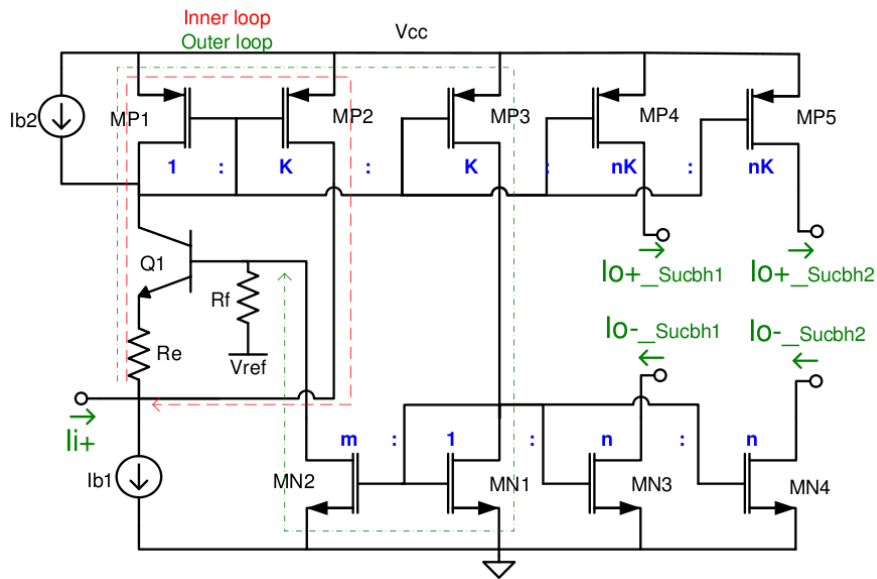 Inner loop
Outer loop
Vcc
Ib2
MP1
MP2
MP3
MP4
MP5
1 : K : K : nK : nK
Q1
Rf
Re
Vref
Io+_Sucbh1
Io+_Sucbh2
Io-_Sucbh1
Io-_Sucbh2
Ii+
m : 1 : n : n
Ib1
MN2
MN1
MN3
MN4